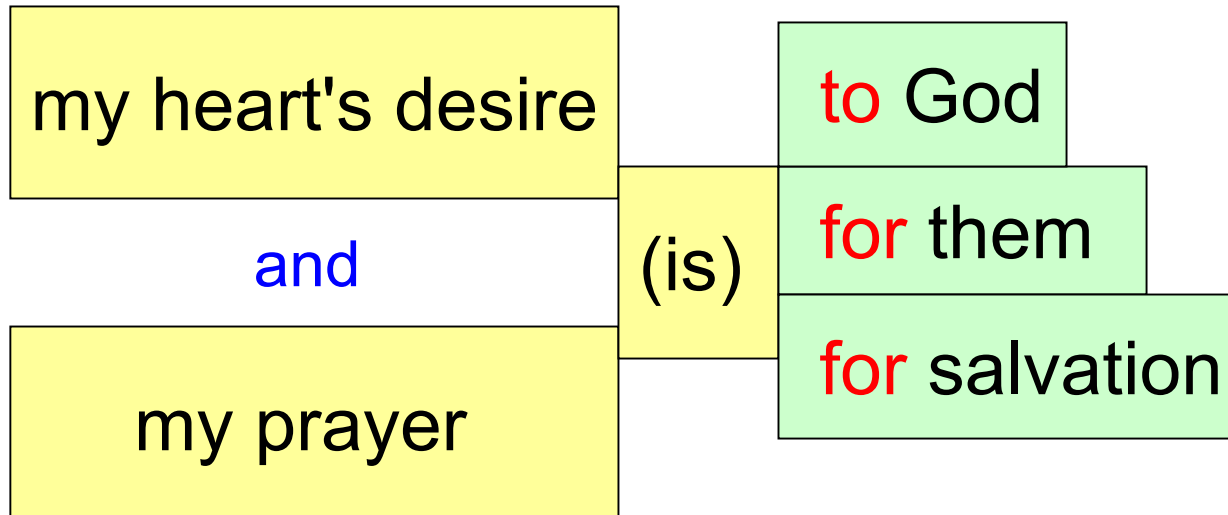 my heart's desire
and
my prayer
(is)
to God
for them
for salvation